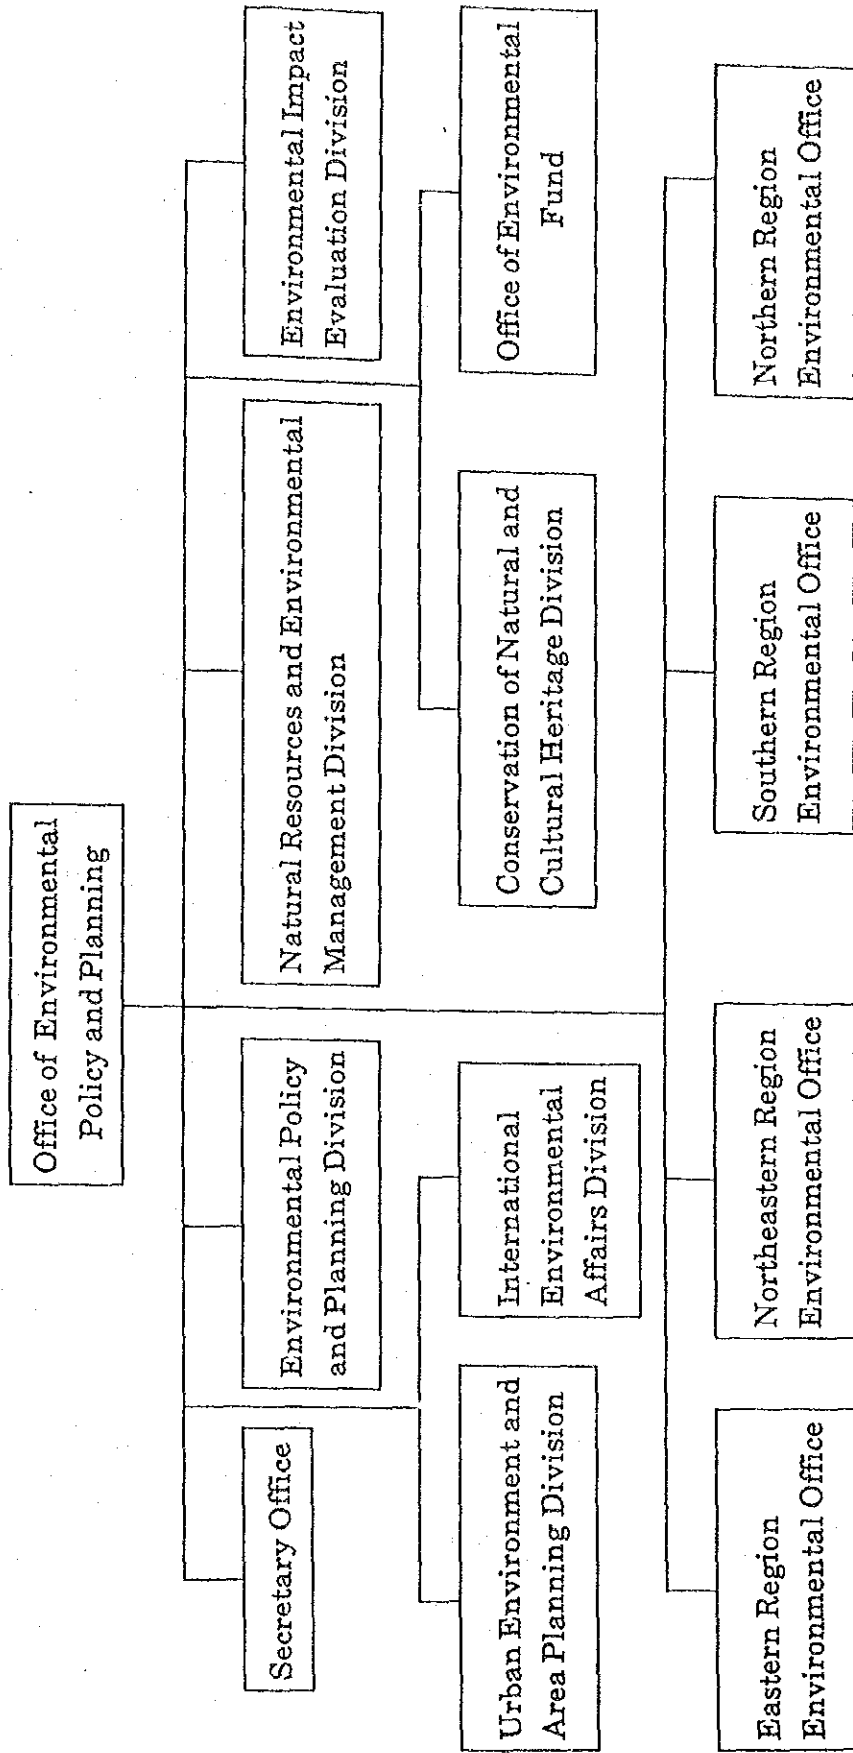 Office of Environmental
Policy and Planning
Secretary Office
Environmental Policy
and Planning Division
Natural Resources and Environmental
Management Division
Environmental Impact
Evaluation Division
Urban Environment and
Area Planning Division
International
Environmental
Affairs Division
Conservation of Natural and
Cultural Heritage Division
Office of Environmental
Fund
Eastern Region
Environmental Office
Northeastern Region
Environmental Office
Southern Region
Environmental Office
Northern Region
Environmental Office